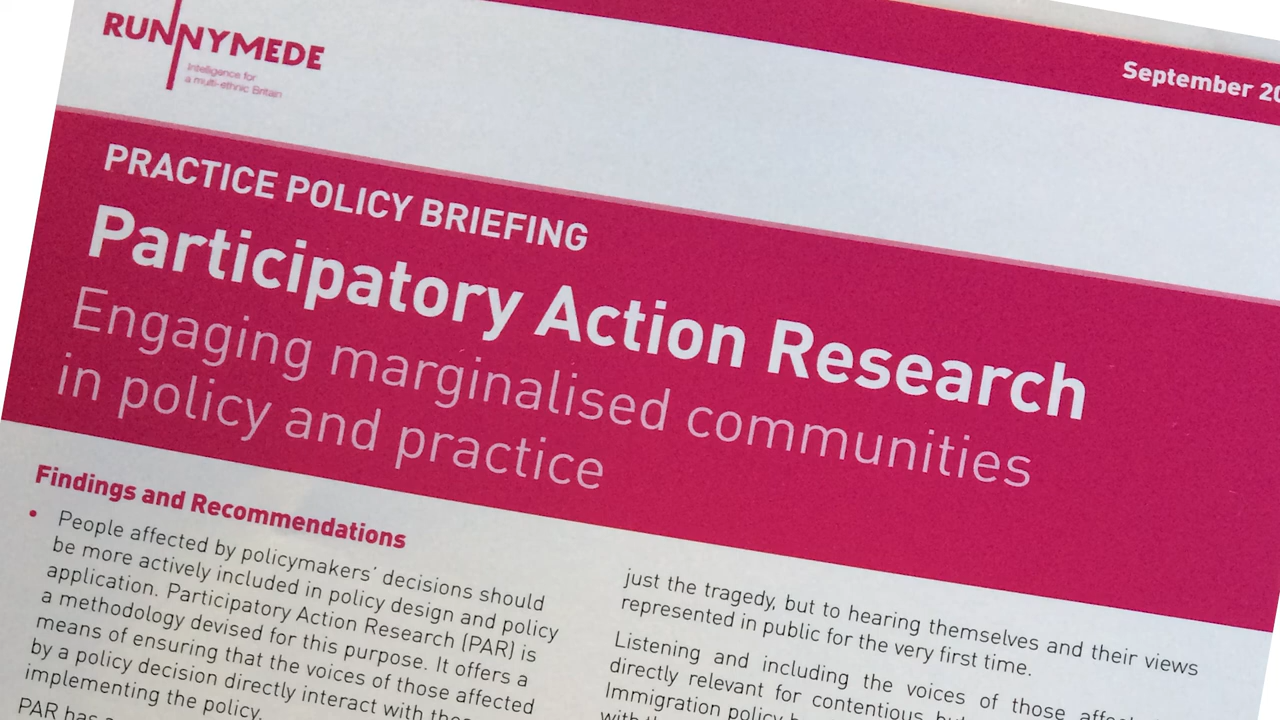 RUNNYMEDE
Intelligence for
a multi-ethnic Britain
September 20
PRACTICE POLICY BRIEFING
Participatory Action Research
Engaging marginalised communities
in policy and practice
Findings and Recommendations
• People affected by policymakers’ decisions should
be more actively included in policy design and policy
application. Participatory Action Research (PAR) is
a methodology devised for this purpose. It offers a
means of ensuring that the voices of those affected
by a policy decision directly interact with
implementing the policy.
PAR has
just the tragedy, but to hearing themselves and their views
represented in public for the very first time.
Listening and including the voices of those
directly relevant for contentious
Immigration policy